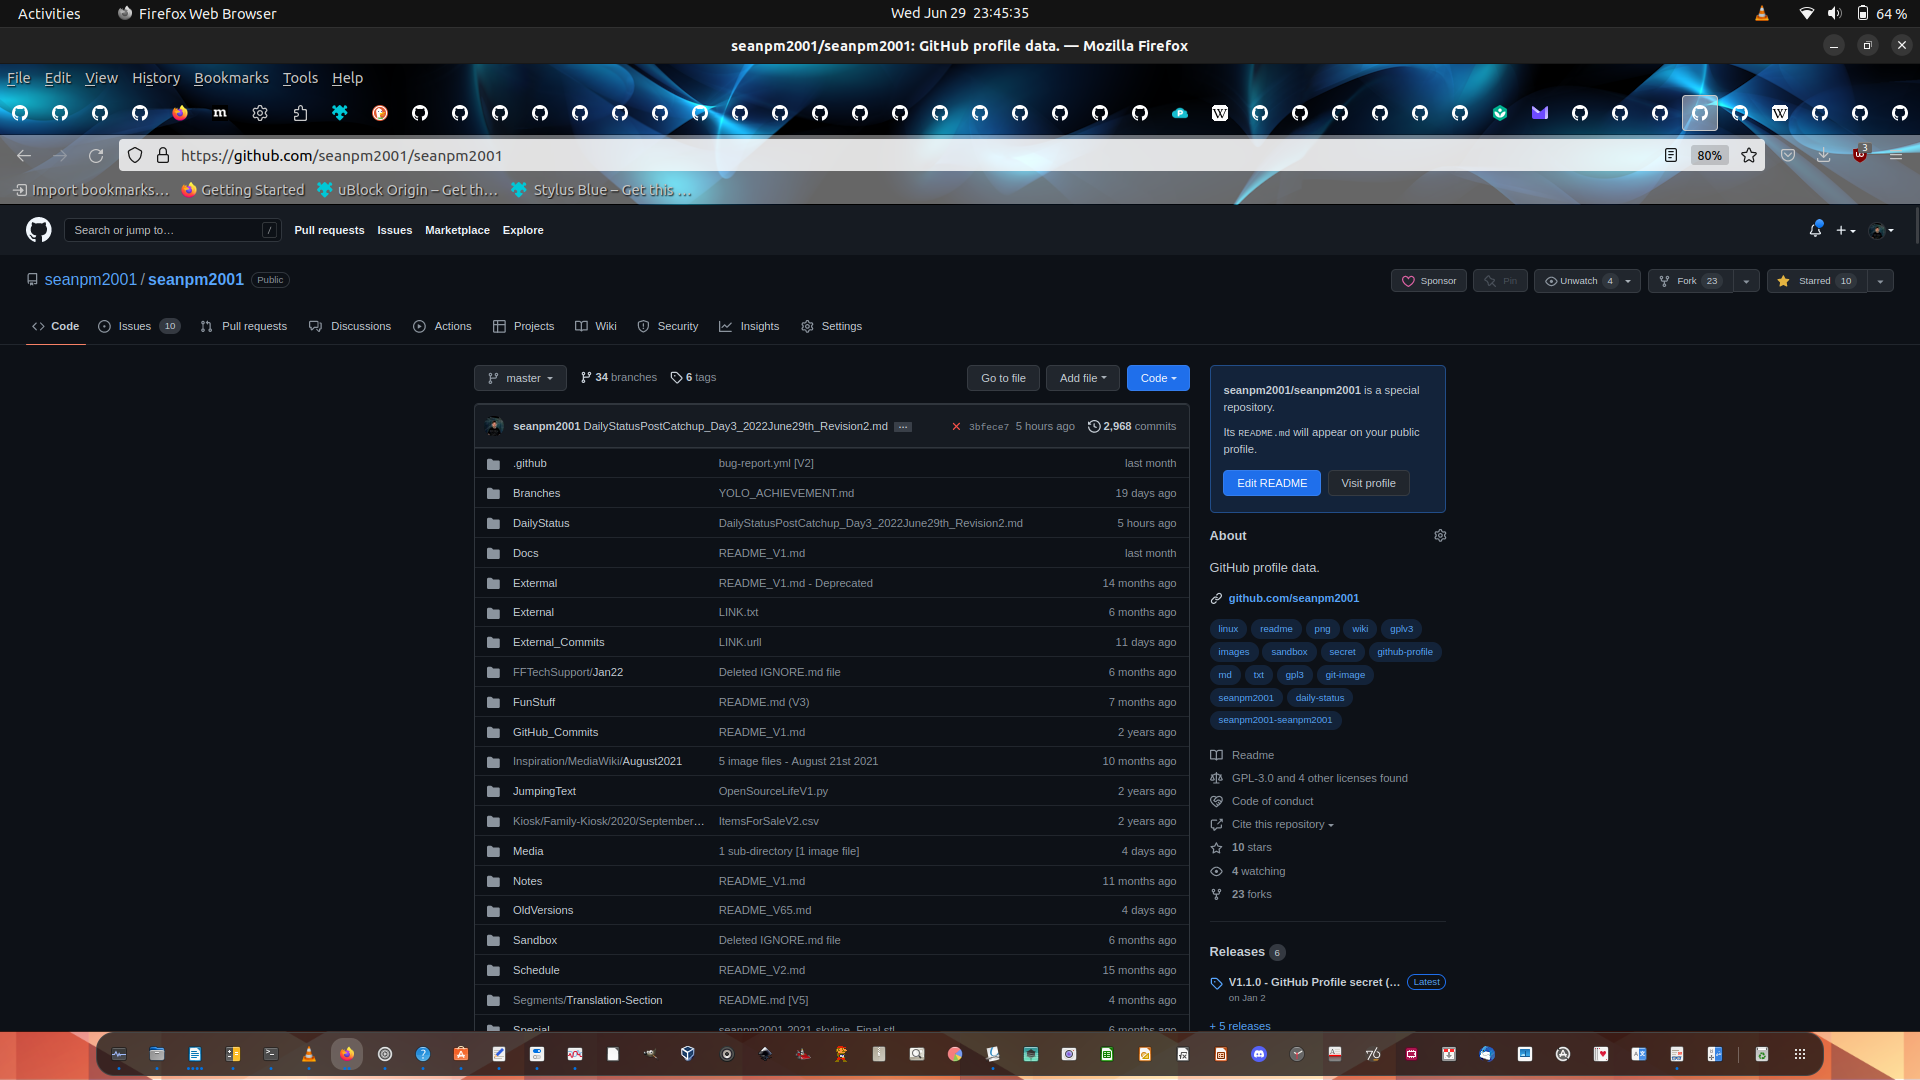 Activities Firefox Web Browser Wed Jun 29 23:45:35 64 %
seanpm2001/seanpm2001: GitHub profile data. — Mozilla Firefox
File Edit View History Bookmarks Tools Help
https://github.com/seanpm2001/seanpm2001 80% 3
Import bookmarks… Getting Started uBlock Origin – Get th… Stylus Blue – Get this …
Search or jump to… / Pull requests Issues Marketplace Explore
seanpm2001 / seanpm2001 Public Sponsor Pin Unwatch 4 Fork 23 Starred 10
Code Issues 10 Pull requests Discussions Actions Projects Wiki Security Insights Settings
master 34 branches 6 tags Go to file Add file Code
seanpm2001 DailyStatusPostCatchup_Day3_2022June29th_Revision2.md ... 3bfece7 5 hours ago 2,968 commits
.github bug-report.yml [V2] last month
Branches YOLO_ACHIEVEMENT.md 19 days ago
DailyStatus DailyStatusPostCatchup_Day3_2022June29th_Revision2.md 5 hours ago
Docs README_V1.md last month
Extermal README_V1.md - Deprecated 14 months ago
External LINK.txt 6 months ago
External_Commits LINK.urll 11 days ago
FFTechSupport/Jan22 Deleted IGNORE.md file 6 months ago
FunStuff README.md (V3) 7 months ago
GitHub_Commits README_V1.md 2 years ago
Inspiration/MediaWiki/August2021 5 image files - August 21st 2021 10 months ago
JumpingText OpenSourceLifeV1.py 2 years ago
Kiosk/Family-Kiosk/2020/September… ItemsForSaleV2.csv 2 years ago
Media 1 sub-directory [1 image file] 4 days ago
Notes README_V1.md 11 months ago
OldVersions README_V65.md 4 days ago
Sandbox Deleted IGNORE.md file 6 months ago
Schedule README_V2.md 15 months ago
Segments/Translation-Section README.md [V5] 4 months ago
Special seanpm2001-2021-skyline_Final.stl 6 months ago
seanpm2001/seanpm2001 is a special
repository.
Its README.md will appear on your public
profile.
Edit README Visit profile
About
GitHub profile data.
github.com/seanpm2001
linux readme png wiki gplv3
images sandbox secret github-profile
md txt gpl3 git-image
seanpm2001 daily-status
seanpm2001-seanpm2001
Readme
GPL-3.0 and 4 other licenses found
Code of conduct
Cite this repository
10 stars
4 watching
23 forks
Releases 6
V1.1.0 - GitHub Profile secret (… Latest
on Jan 2
+ 5 releases